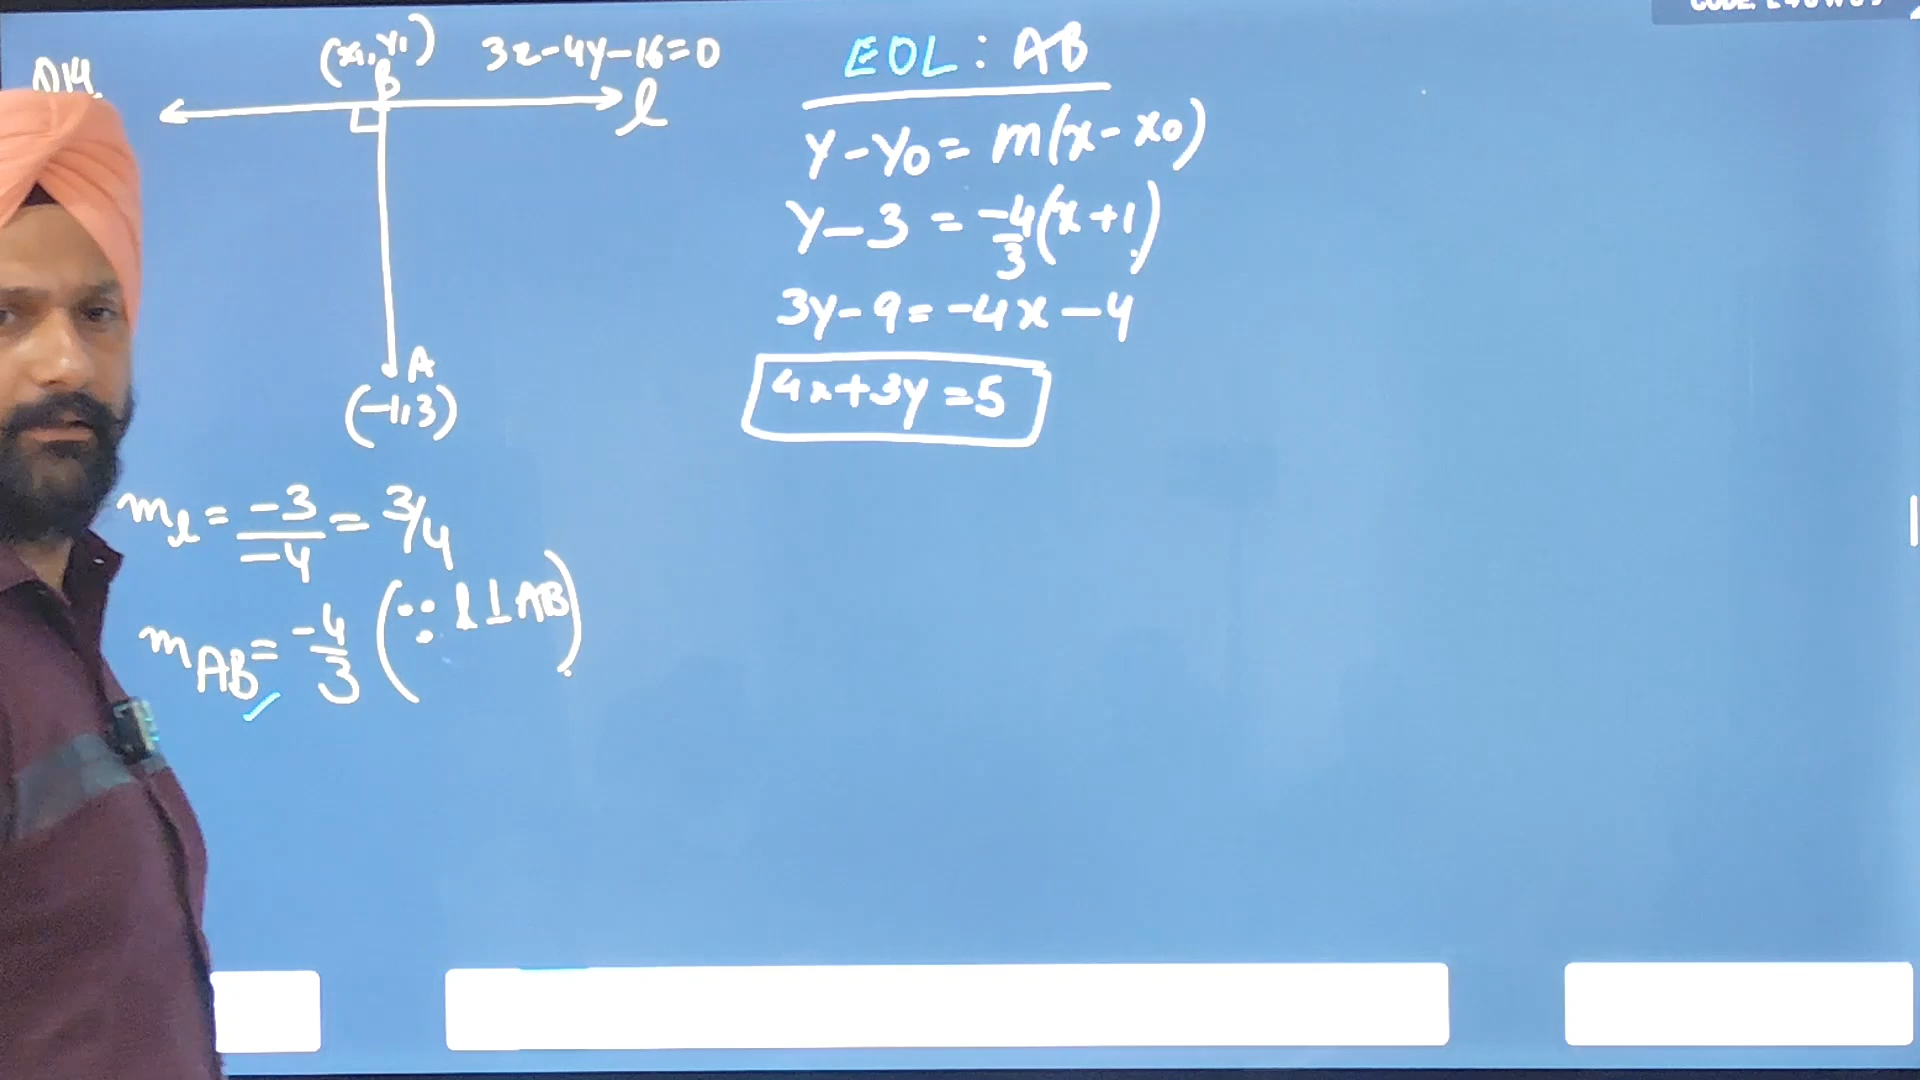 Q14.
(x₁, y₁)
B
3x-4y-16=0
l
A
(-1,3)
m_l = -3/-4 = 3/4
m_AB = -4/3 (∵ l⊥AB)
EOL : AB
y-y₀ = m(x-x₀)
y-3 = -4/3(x+1)
3y-9=-4x-4
4x+3y=5